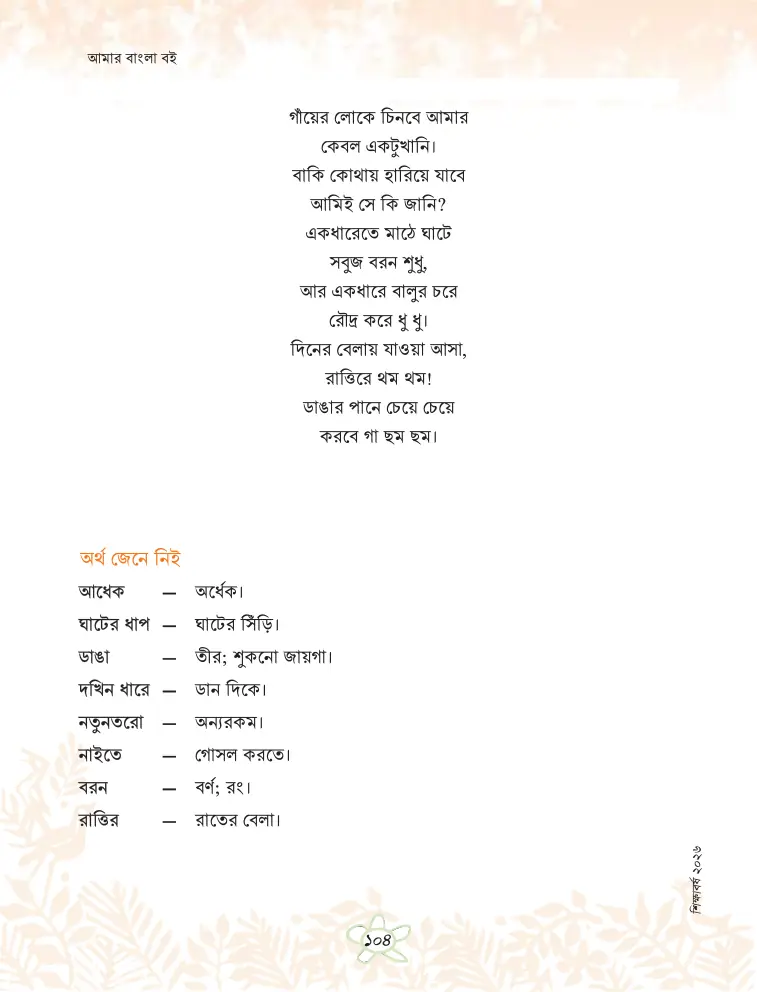 আমার বাংলা বই
গাঁয়ের লোকে চিনবে আমার
কেবল একটুখানি।
বাকি কোথায় হারিয়ে যাবে
আমিই সে কি জানি?
একধারেতে মাঠে ঘাটে
সবুজ বরন শুধু,
আর একধারে বালুর চরে
রৌদ্র করে ধু ধু।
দিনের বেলায় যাওয়া আসা,
রাত্তিরে থম থম!
ডাঙার পানে চেয়ে চেয়ে
করবে গা ছম ছম।
অর্থ জেনে নিই
আধেক — অর্ধেক।
ঘাটের ধাপ — ঘাটের সিঁড়ি।
ডাঙা — তীর; শুকনো জায়গা।
দখিন ধারে — ডান দিকে।
নতুনতরো — অন্যরকম।
নাইতে — গোসল করতে।
বরন — বর্ণ; রং।
রাত্তির — রাতের বেলা।
শিক্ষাবর্ষ ২০২৬
১০৪